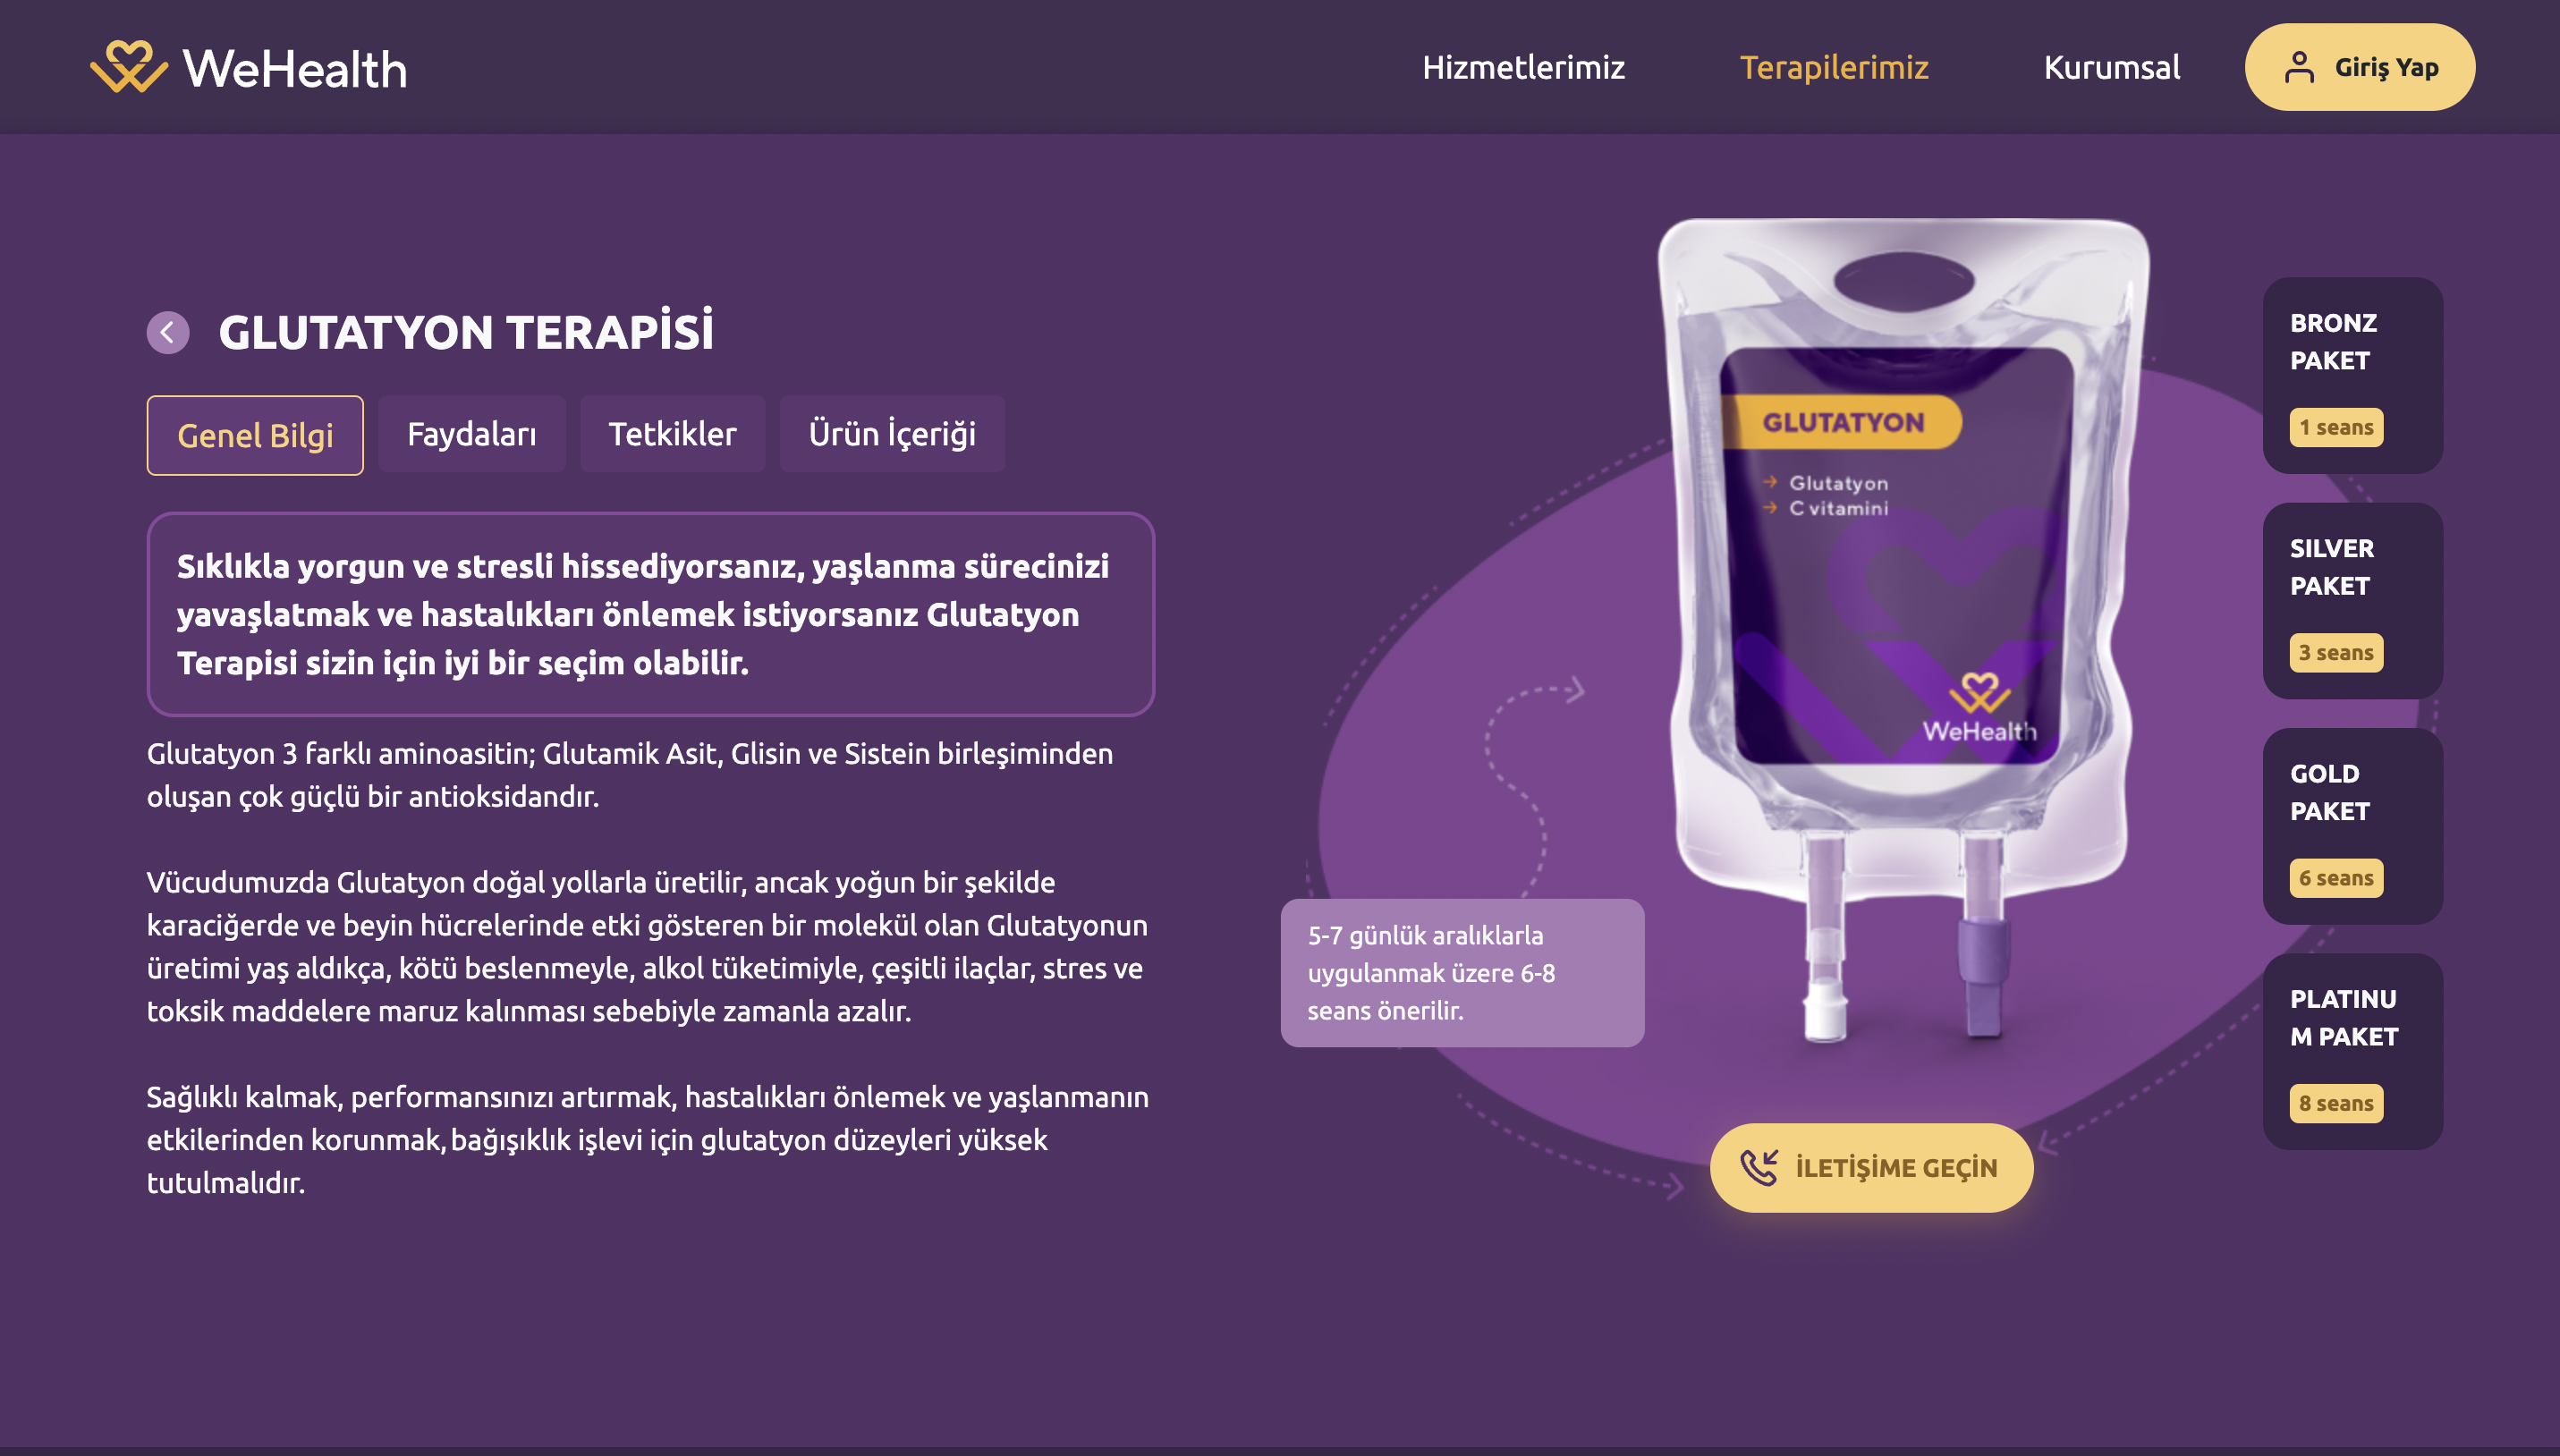 WeHealth
Hizmetlerimiz
Terapilerimiz
Kurumsal
Giriş Yap
GLUTATYON TERAPİSİ
Genel Bilgi
Faydaları
Tetkikler
Ürün İçeriği
Sıklıkla yorgun ve stresli hissediyorsanız, yaşlanma sürecinizi
yavaşlatmak ve hastalıkları önlemek istiyorsanız Glutatyon
Terapisi sizin için iyi bir seçim olabilir.
Glutatyon 3 farklı aminoasitin; Glutamik Asit, Glisin ve Sistein birleşiminden
oluşan çok güçlü bir antioksidandır.
Vücudumuzda Glutatyon doğal yollarla üretilir, ancak yoğun bir şekilde
karaciğerde ve beyin hücrelerinde etki gösteren bir molekül olan Glutatyonun
üretimi yaş aldıkça, kötü beslenmeyle, alkol tüketimiyle, çeşitli ilaçlar, stres ve
toksik maddelere maruz kalınması sebebiyle zamanla azalır.
Sağlıklı kalmak, performansınızı artırmak, hastalıkları önlemek ve yaşlanmanın
etkilerinden korunmak, bağışıklık işlevi için glutatyon düzeyleri yüksek
tutulmalıdır.
GLUTATYON
Glutatyon
C vitamini
WeHealth
5-7 günlük aralıklarla
uygulanmak üzere 6-8
seans önerilir.
İLETİŞİME GEÇİN
BRONZ
PAKET
1 seans
SILVER
PAKET
3 seans
GOLD
PAKET
6 seans
PLATINU
M PAKET
8 seans